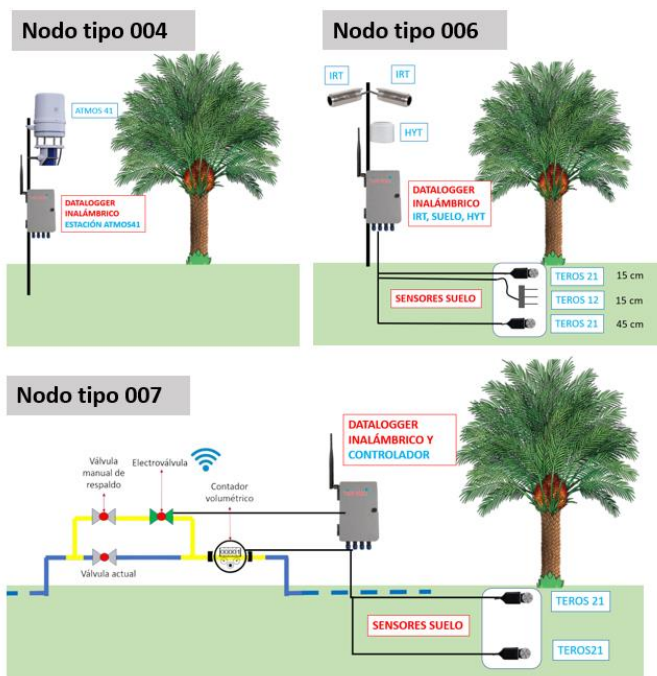 Nodo tipo 004
ATMOS 41
DATALOGGER
INALÁMBRICO
ESTACIÓN ATMOS41
Nodo tipo 006
IRT
IRT
HYT
DATALOGGER
INALÁMBRICO
IRT, SUELO, HYT
SENSORES SUELO
TEROS 21
15 cm
TEROS 12
15 cm
TEROS 21
45 cm
Nodo tipo 007
Válvula
manual de
respaldo
Electroválvula
Contador
volumétrico
Válvula actual
DATALOGGER
INALÁMBRICO Y
CONTROLADOR
SENSORES SUELO
TEROS 21
TEROS21